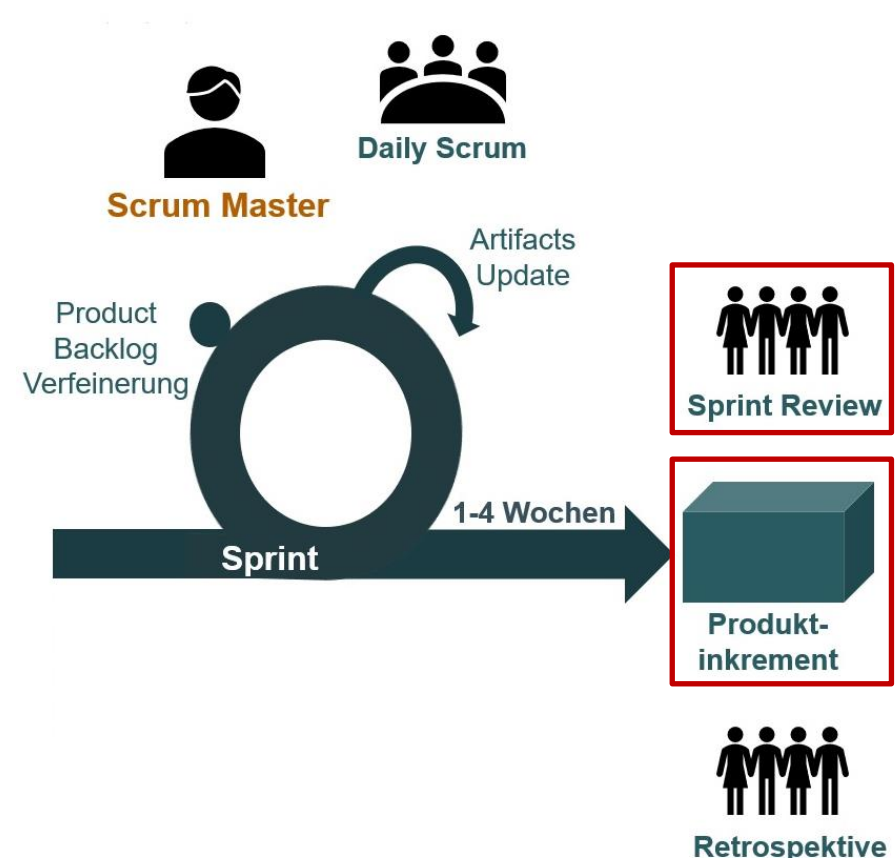 Daily Scrum
Scrum Master
Artifacts
Update
Product
Backlog
Verfeinerung
Sprint Review
1-4 Wochen
Sprint
Produkt-
inkrement
Retrospektive